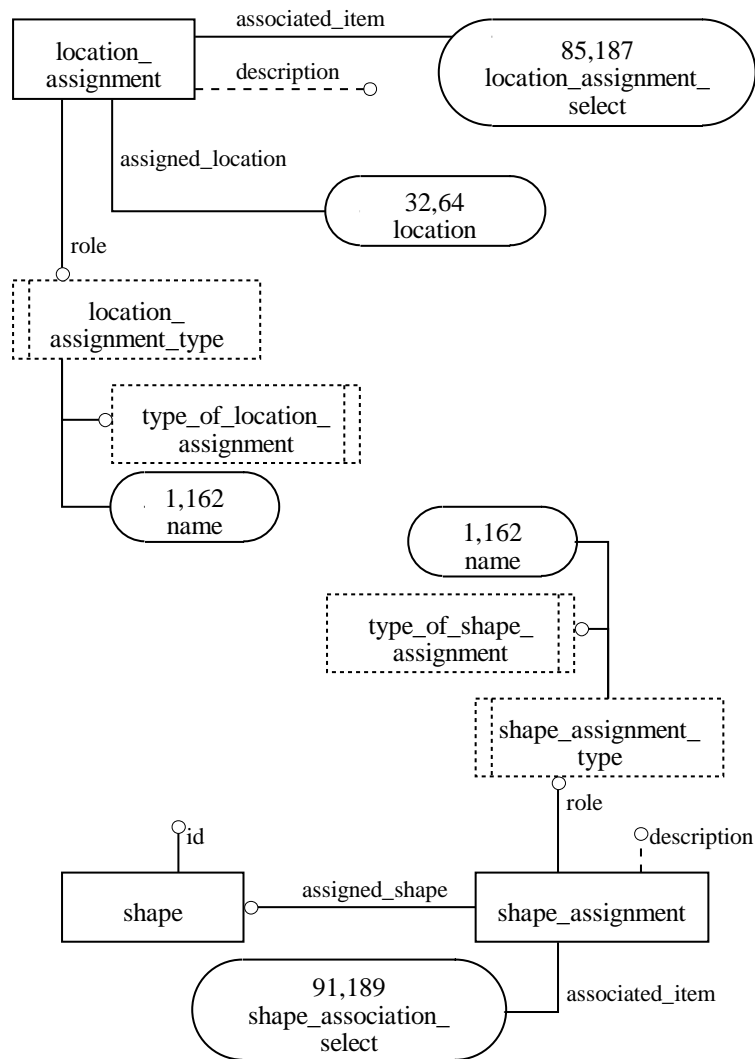 associated_item
location_
assignment
description
85,187
location_assignment_
select
assigned_location
32,64
location
role
location_
assignment_type
type_of_location_
assignment
1,162
name
1,162
name
type_of_shape_
assignment
shape_assignment_
type
role
id
description
shape
assigned_shape
shape_assignment
91,189
shape_association_
select
associated_item